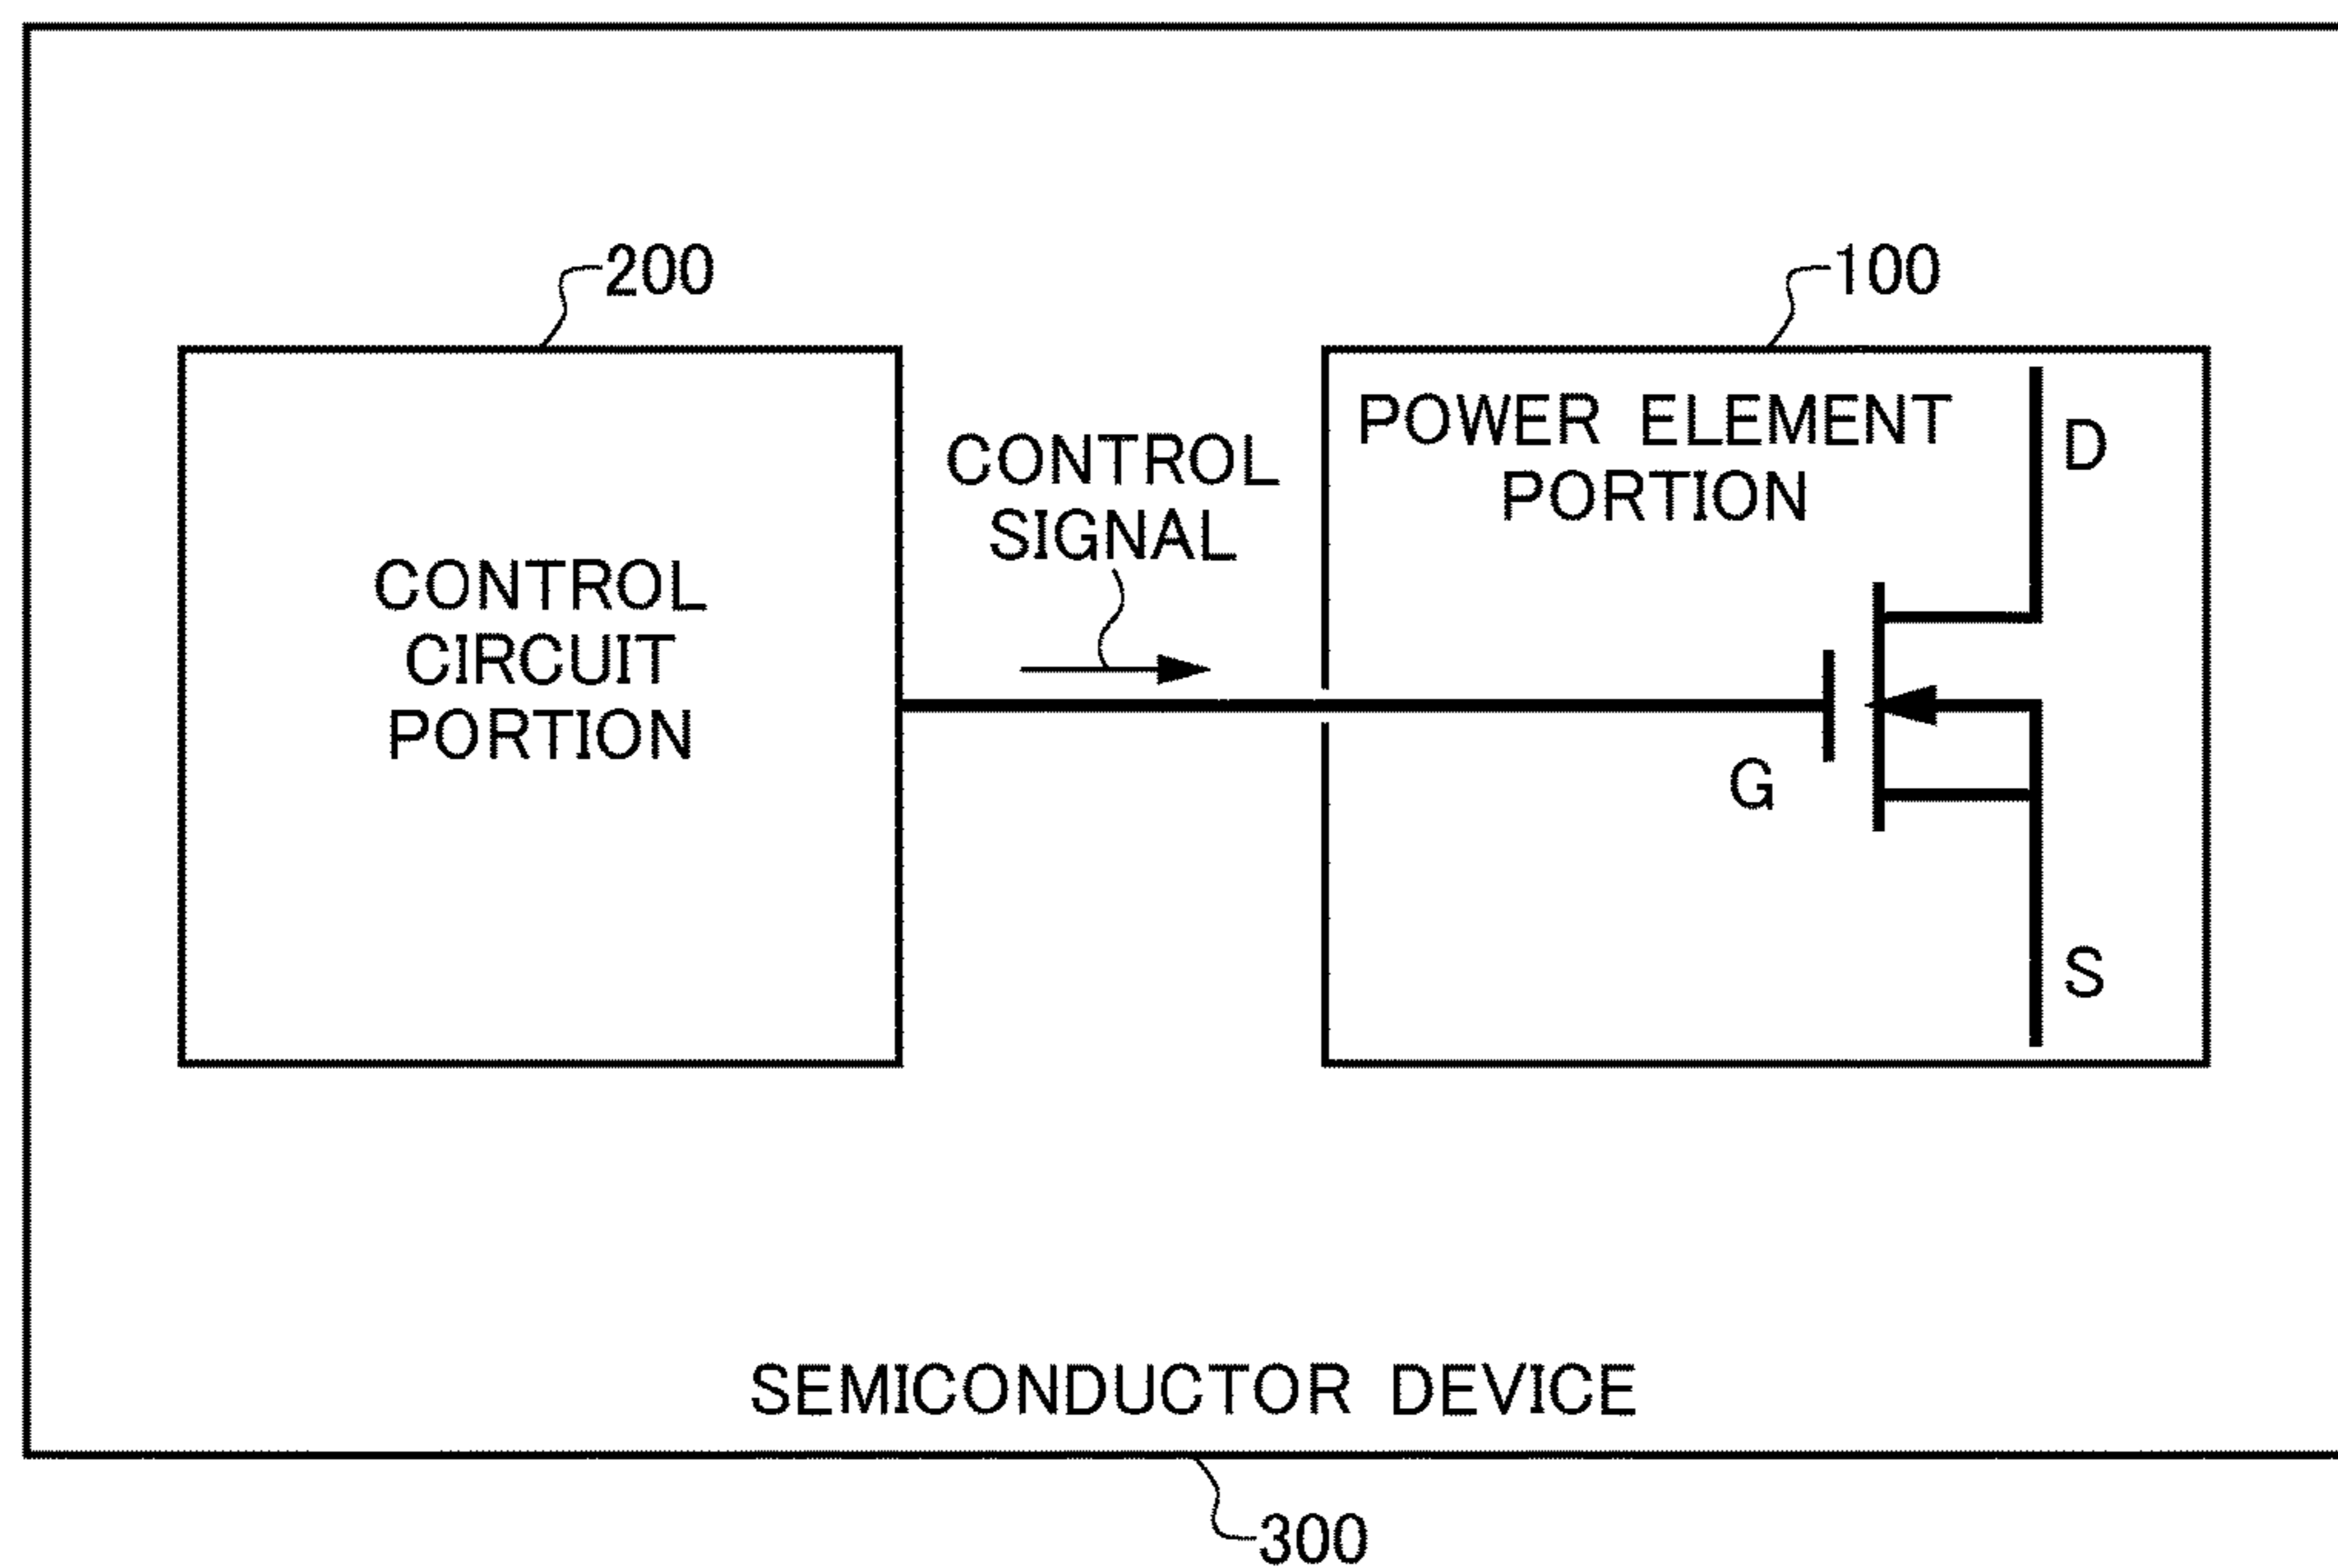 200
100
CONTROL
CIRCUIT
PORTION
CONTROL
SIGNAL
POWER ELEMENT
PORTION
D
G
S
SEMICONDUCTOR DEVICE
300